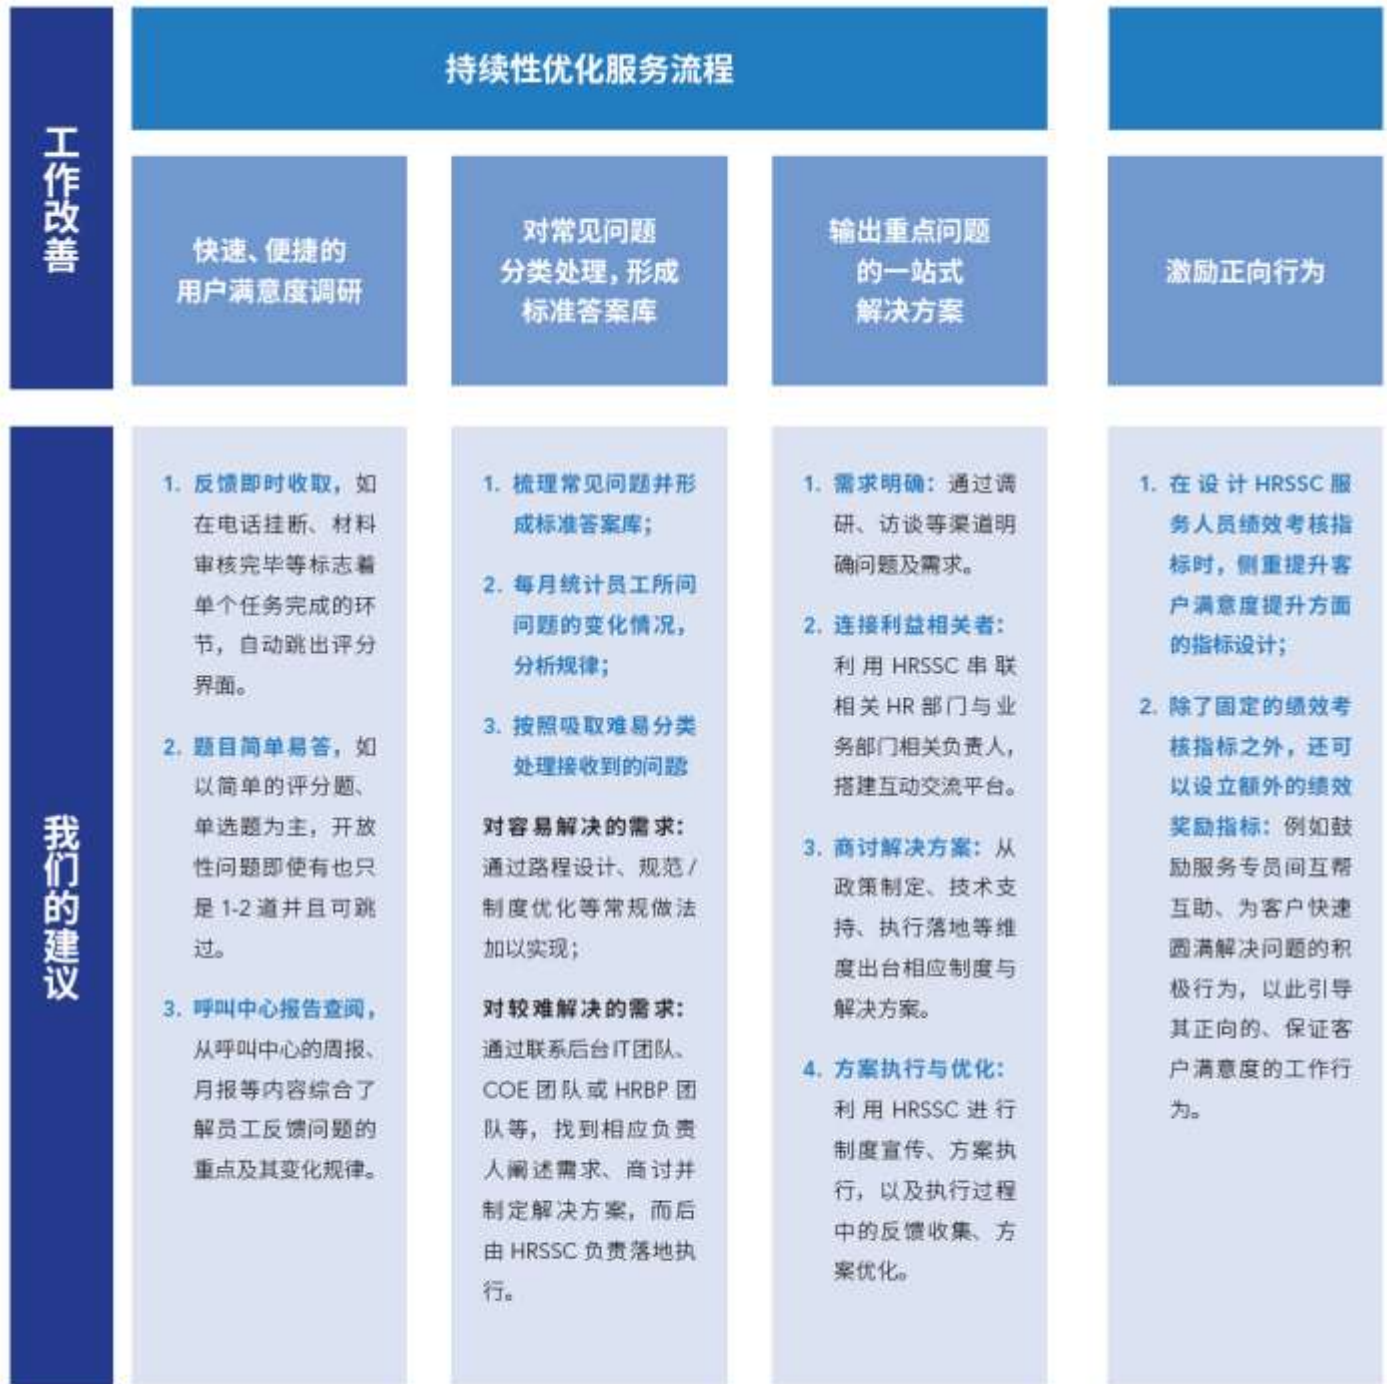 工作改善
持续性优化服务流程
快速、便捷的
用户满意度调研
对常见问题
分类处理，形成
标准答案库
输出重点问题
的一站式
解决方案
激励正向行为
我们的建议
1. 反馈即时收取，如
在电话挂断、材料
审核完毕等标志着
单个任务完成的环
节，自动跳出评分
界面。
2. 题目简单易答，如
以简单的评分题、
单选题为主，开放
性问题即使有也只
是 1-2 道并且可跳
过。
3. 呼叫中心报告查阅，
从呼叫中心的周报、
月报等内容综合了
解员工反馈问题的
重点及其变化规律。
1. 梳理常见问题并形
成标准答案库；
2. 每月统计员工所问
问题的变化情况，
分析规律；
3. 按照吸取难易分类
处理接收到的问题
对容易解决的需求：
通过路程设计、规范 /
制度优化等常规做法
加以实现；
对较难解决的需求：
通过联系后台 IT团队、
COE 团队或 HRBP 团
队等，找到相应负责
人阐述需求、商讨并
制定解决方案，而后
由 HRSSC 负责落地执
行。
1. 需求明确：通过调
研、访谈等渠道明
确问题及需求。
2. 连接利益相关者：
利用 HRSSC 串联
相关 HR 部门与业
务部门相关负责人，
搭建互动交流平台。
3. 商讨解决方案：从
政策制定、技术支
持、执行落地等维
度出台相应制度与
解决方案。
4. 方案执行与优化：
利用 HRSSC 进行
制度宣传、方案执
行，以及执行过程
中的反馈收集、方
案优化。
1. 在设计 HRSSC 服
务人员绩效考核指
标时，侧重提升客
户满意度提升方面
的指标设计；
2. 除了固定的绩效考
核指标之外，还可
以设立额外的绩效
奖励指标：例如鼓
励服务专员间互帮
互助、为客户快速
圆满解决问题的积
极行为，以此引导
其正向的、保证客
户满意度的工作行
为。